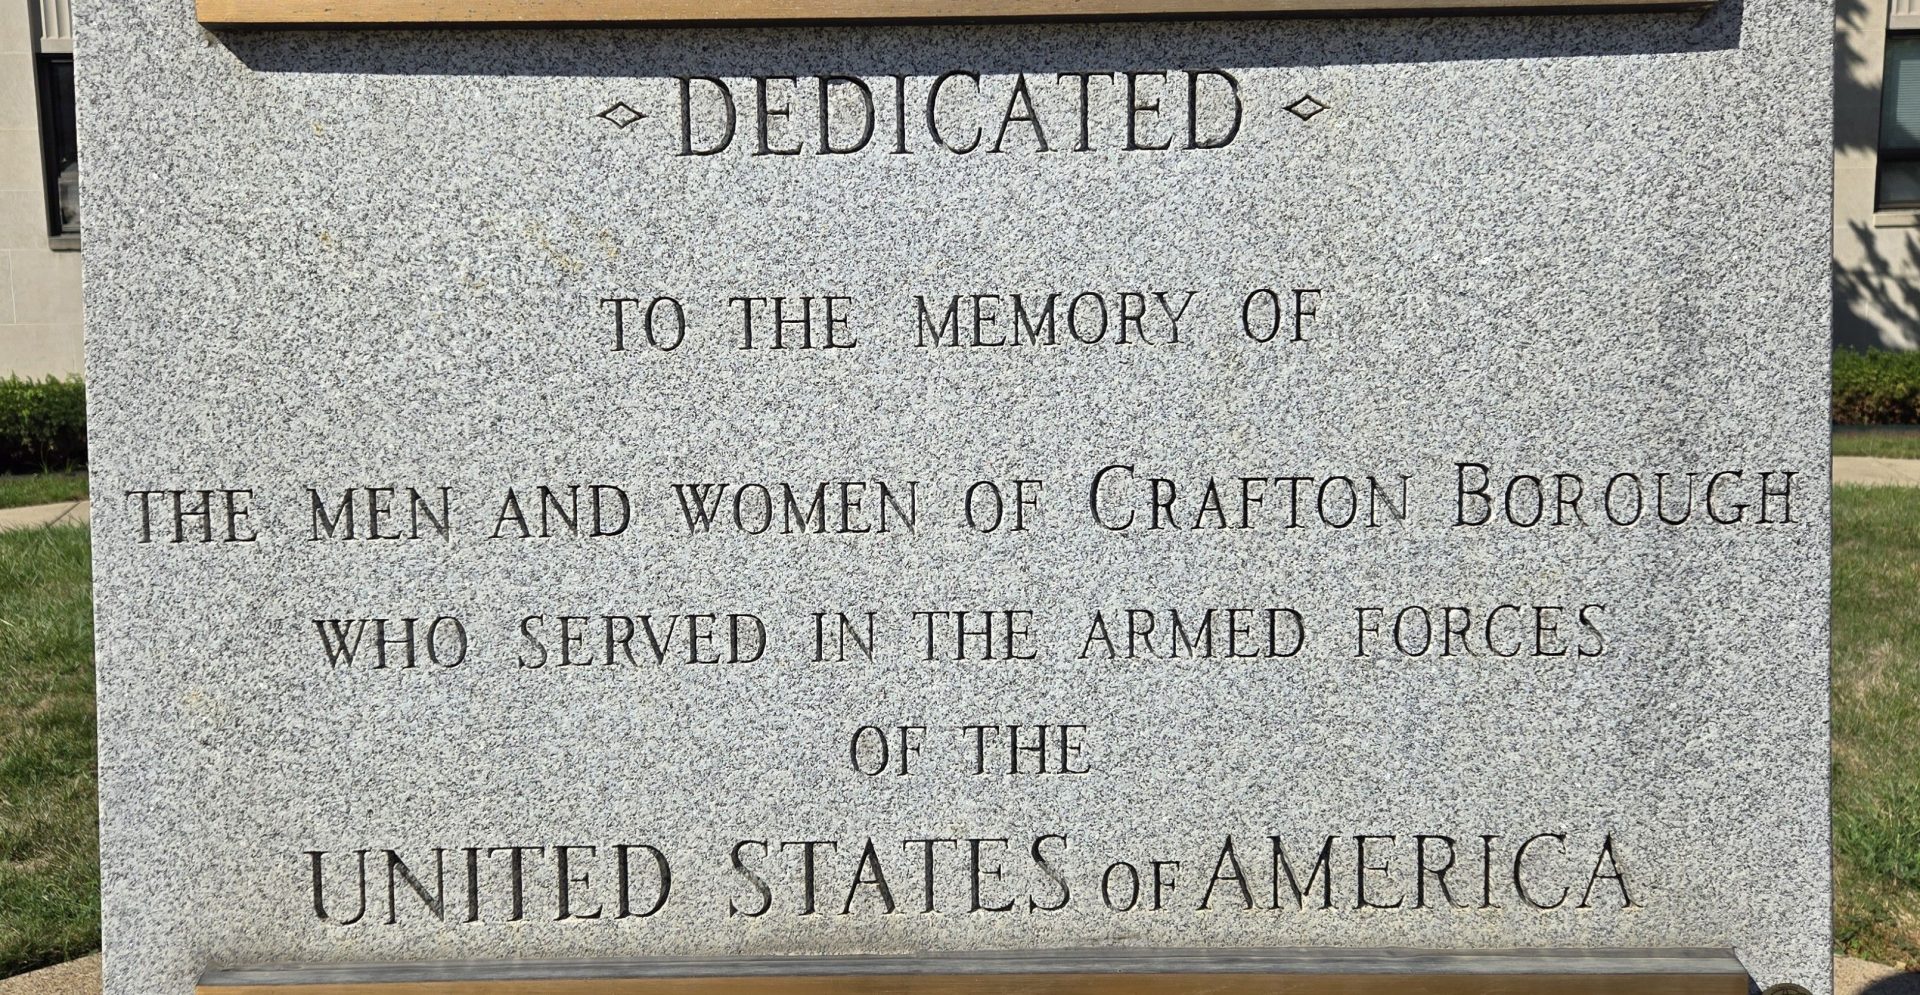 DEDICATED
TO THE MEMORY OF
THE MEN AND WOMEN OF CRAFTON BOROUGH
WHO SERVED IN THE ARMED FORCES
OF THE
UNITED STATES OF AMERICA